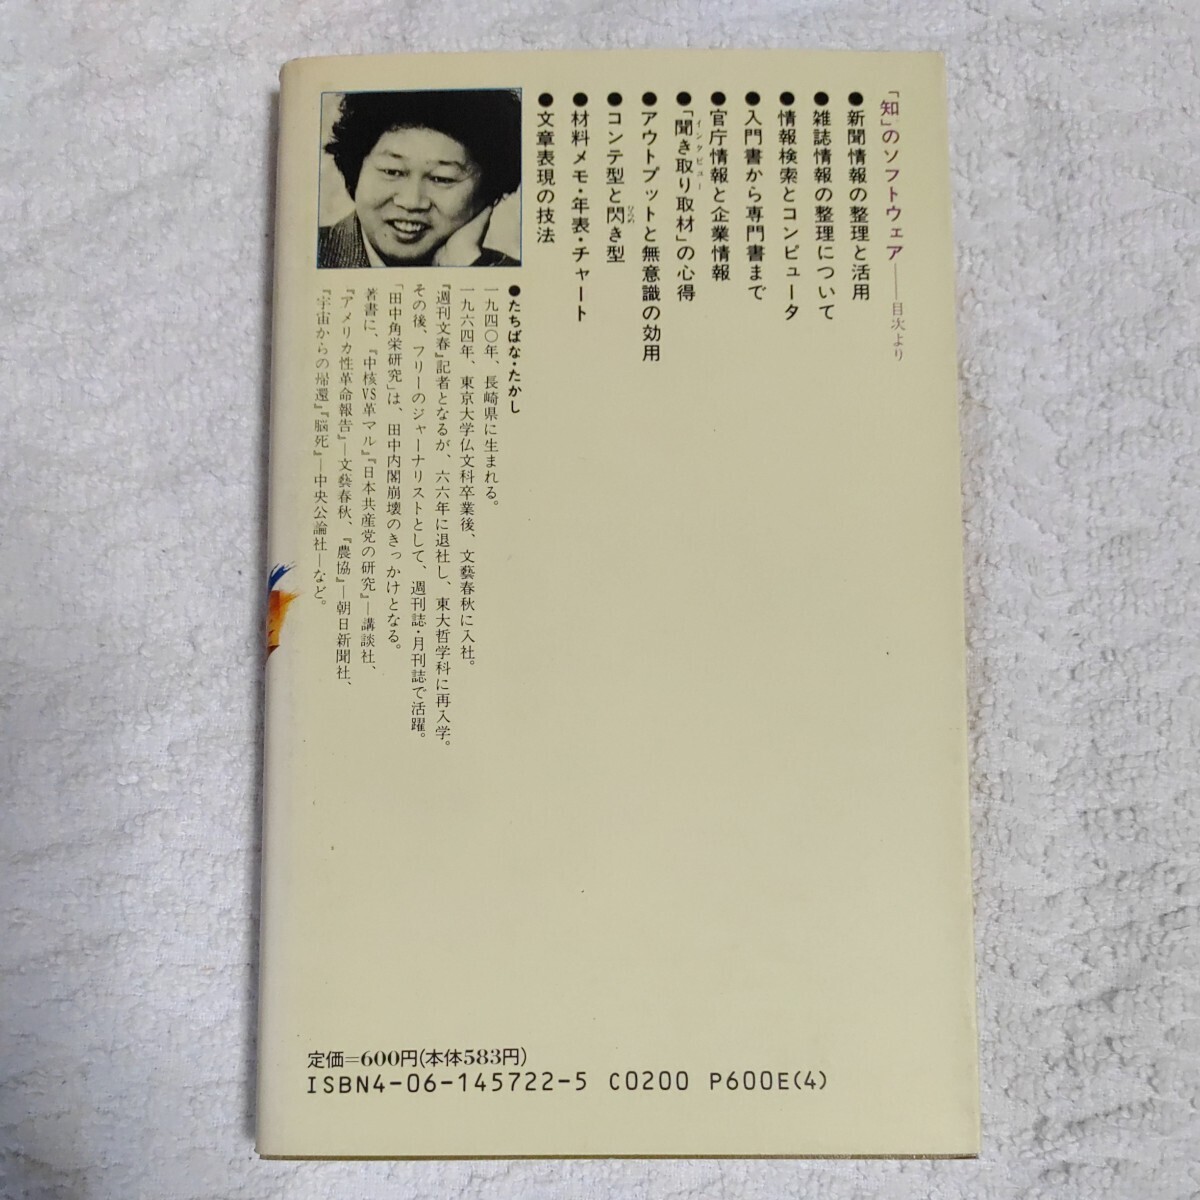 「知」のソフトウェア——目次より
●新聞情報の整理と活用
●雑誌情報の整理について
●情報検索とコンピュータ
●入門書から専門書まで
●官庁情報と企業情報
●「聞き取り取材」の心得
インタビュー
●アウトプットと無意識の効用
●コンテ型と閃き型
ひらめ
●材料メモ・年表・チャート
●文章表現の技法
●たちばな・たかし
一九四〇年、長崎県に生まれる。
一九六四年、東京大学仏文科卒業後、文藝春秋に入社。
『週刊文春』記者となるが、六六年に退社し、東大哲学科に再入学。
その後、フリーのジャーナリストとして、週刊誌・月刊誌で活躍。
「田中角栄研究」は、田中内閣崩壊のきっかけとなる。
著書に、『中核VS革マル』『日本共産党の研究』—講談社、
『アメリカ性革命報告』—文藝春秋、『農協』—朝日新聞社、
『宇宙からの帰還』『脳死』—中央公論社—など。
定価=600円(本体583円)
ISBN4-06-145722-5 C0200 P600E(4)